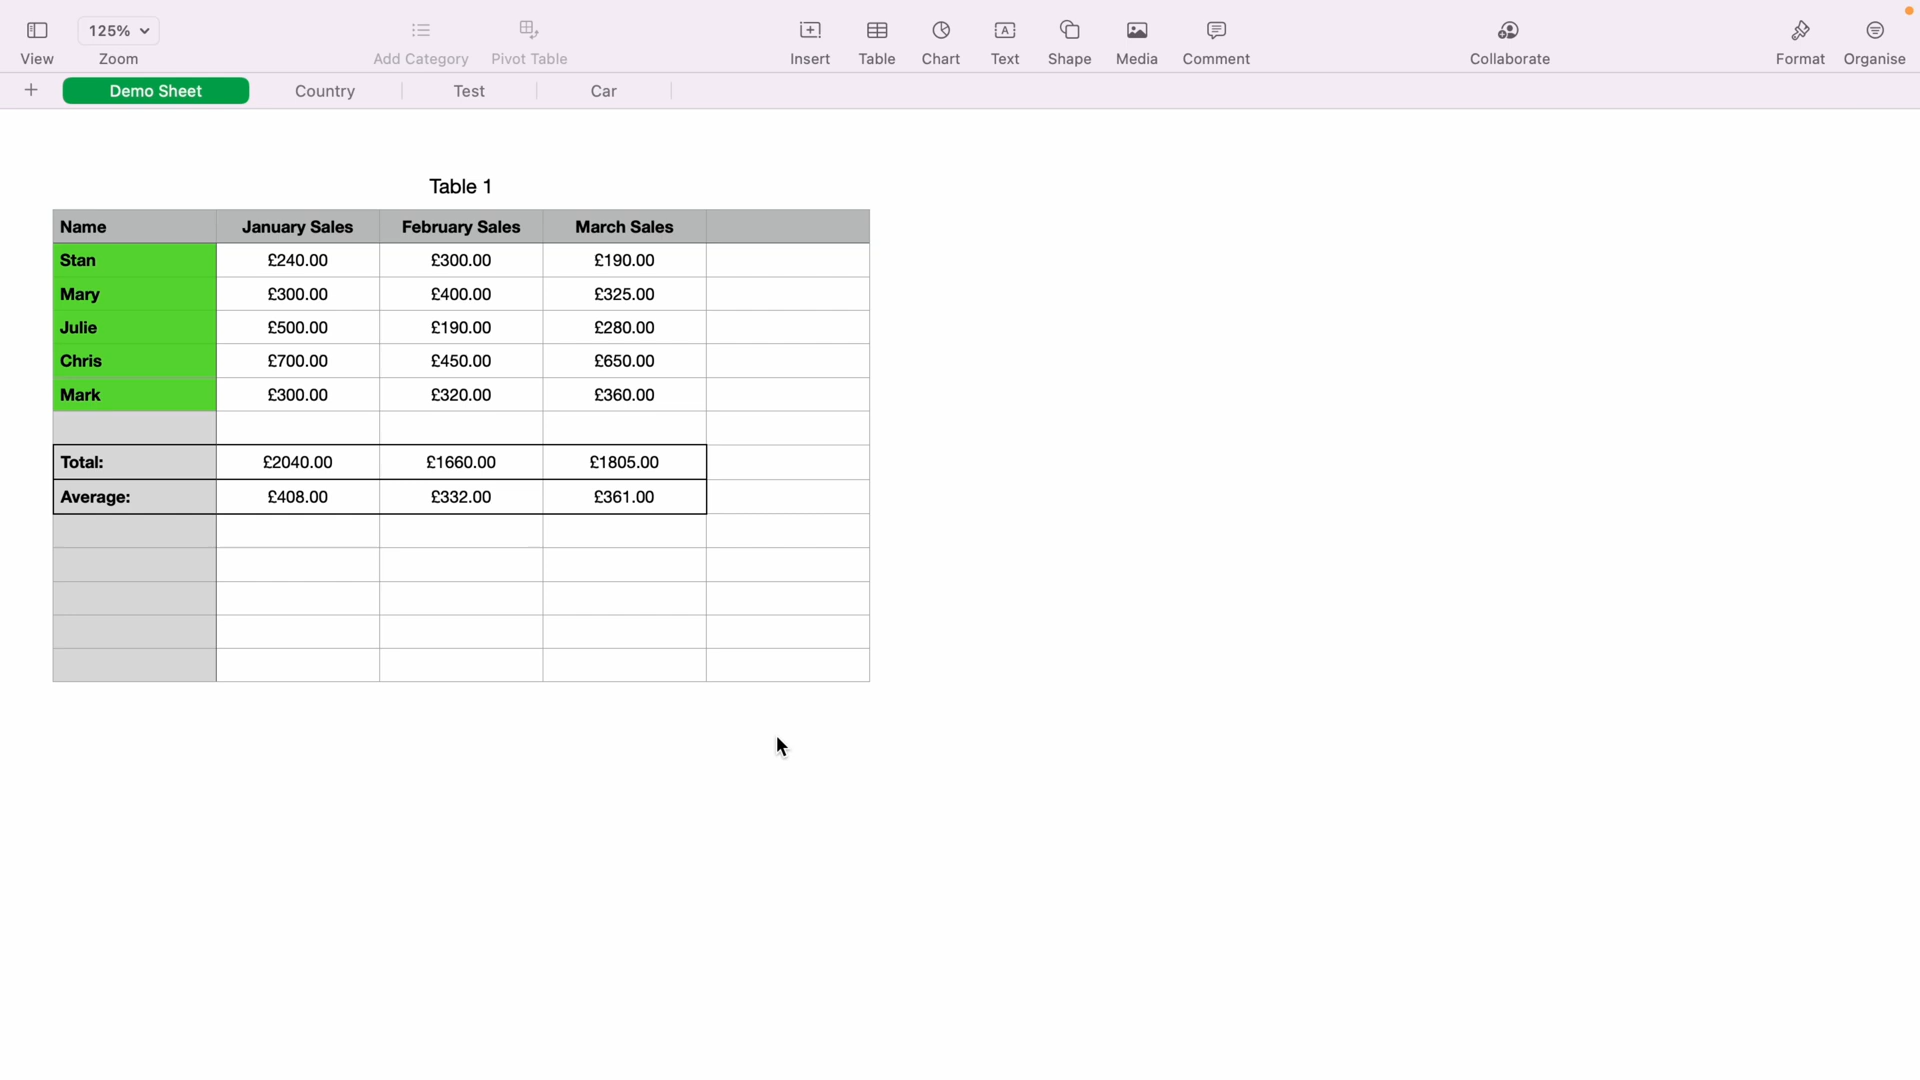 125%
View Zoom Add Category Pivot Table Insert Table Chart Text Shape Media Comment Collaborate Format Organise
Demo Sheet Country Test Car
Table 1
Name January Sales February Sales March Sales
Stan £240.00 £300.00 £190.00
Mary £300.00 £400.00 £325.00
Julie £500.00 £190.00 £280.00
Chris £700.00 £450.00 £650.00
Mark £300.00 £320.00 £360.00
Total: £2040.00 £1660.00 £1805.00
Average: £408.00 £332.00 £361.00